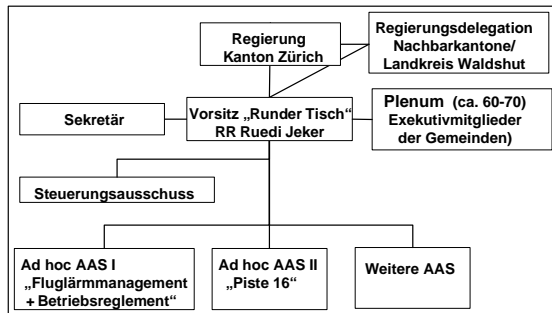 Regierung
Kanton Zürich
Regierungsdelegation
Nachbarkantone/
Landkreis Waldshut
Sekretär
Vorsitz „Runder Tisch“
RR Ruedi Jeker
Plenum (ca. 60-70)
Exekutivmitglieder
der Gemeinden)
Steuerungsausschuss
Ad hoc AAS I
„Fluglärmmanagement
+ Betriebsreglement“
Ad hoc AAS II
„Piste 16“
Weitere AAS